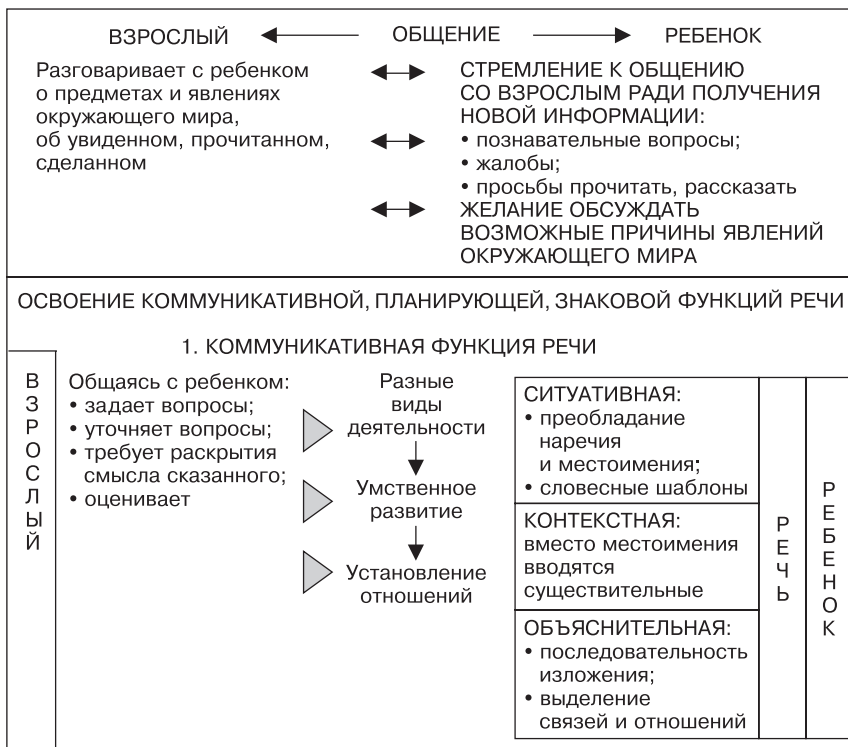 ВЗРОСЛЫЙ ОБЩЕНИЕ РЕБЕНОК
Разговаривает с ребенком
о предметах и явлениях
окружающего мира,
об увиденном, прочитанном,
сделанном
СТРЕМЛЕНИЕ К ОБЩЕНИЮ
СО ВЗРОСЛЫМ РАДИ ПОЛУЧЕНИЯ
НОВОЙ ИНФОРМАЦИИ:
• познавательные вопросы;
• жалобы;
• просьбы прочитать, рассказать
ЖЕЛАНИЕ ОБСУЖДАТЬ
ВОЗМОЖНЫЕ ПРИЧИНЫ ЯВЛЕНИЙ
ОКРУЖАЮЩЕГО МИРА
ОСВОЕНИЕ КОММУНИКАТИВНОЙ, ПЛАНИРУЮЩЕЙ, ЗНАКОВОЙ ФУНКЦИЙ РЕЧИ
1. КОММУНИКАТИВНАЯ ФУНКЦИЯ РЕЧИ
ВЗРОСЛЫЙ
Общаясь с ребенком:
• задает вопросы;
• уточняет вопросы;
• требует раскрытия
смысла сказанного;
• оценивает
Разные
виды
деятельности
Умственное
развитие
Установление
отношений
СИТУАТИВНАЯ:
• преобладание
наречия
и местоимения;
• словесные шаблоны
КОНТЕКСТНАЯ:
вместо местоимения
вводятся
существительные
ОБЪЯСНИТЕЛЬНАЯ:
• последовательность
изложения;
• выделение
связей и отношений
РЕЧЬ
РЕБЕНОК